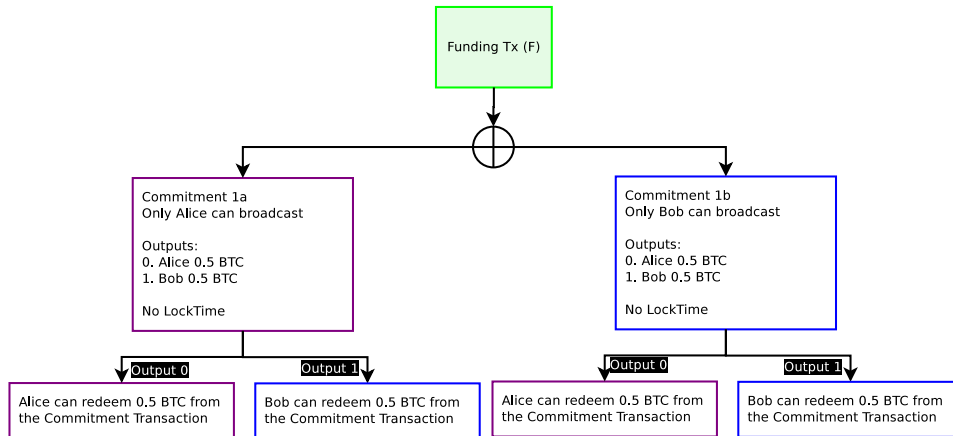 Funding Tx (F)
Commitment 1a
Only Alice can broadcast
Outputs:
0. Alice 0.5 BTC
1. Bob 0.5 BTC
No LockTime
Commitment 1b
Only Bob can broadcast
Outputs:
0. Alice 0.5 BTC
1. Bob 0.5 BTC
No LockTime
Output 0
Output 1
Output 0
Output 1
Alice can redeem 0.5 BTC from
the Commitment Transaction
Bob can redeem 0.5 BTC from
the Commitment Transaction
Alice can redeem 0.5 BTC from
the Commitment Transaction
Bob can redeem 0.5 BTC from
the Commitment Transaction